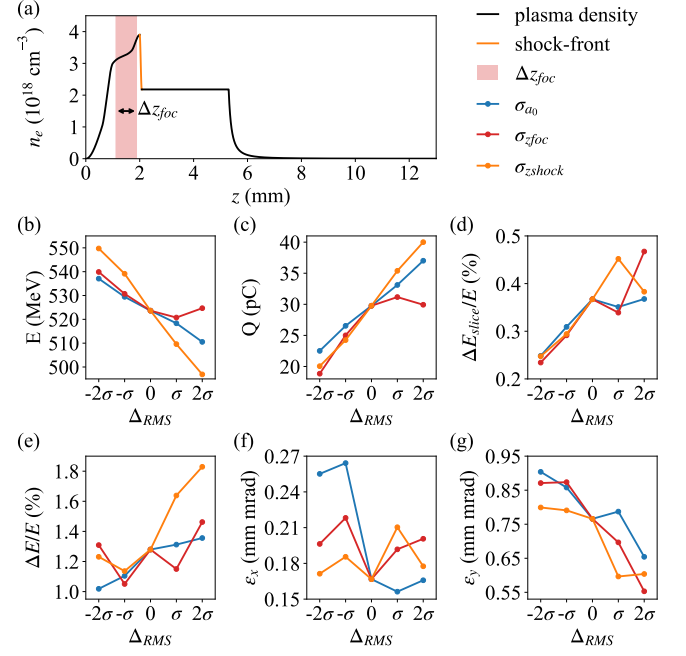 (a)
4
3
2
1
0
n_e (10^18 cm^−3)
Δz_foc
0 2 4 6 8 10 12
z (mm)
plasma density
shock-front
Δz_foc
σ_a0
σ_zfoc
σ_zshock
(b)
550
540
530
520
510
500
E (MeV)
-2σ -σ 0 σ 2σ
Δ_RMS
(c)
40
35
30
25
20
Q (pC)
-2σ -σ 0 σ 2σ
Δ_RMS
(d)
0.5
0.4
0.3
0.2
ΔE_slice/E (%)
-2σ -σ 0 σ 2σ
Δ_RMS
(e)
1.8
1.6
1.4
1.2
1.0
ΔE/E (%)
-2σ -σ 0 σ 2σ
Δ_RMS
(f)
0.27
0.24
0.21
0.18
0.15
ε_x (mm mrad)
-2σ -σ 0 σ 2σ
Δ_RMS
(g)
0.95
0.85
0.75
0.65
0.55
ε_y (mm mrad)
-2σ -σ 0 σ 2σ
Δ_RMS